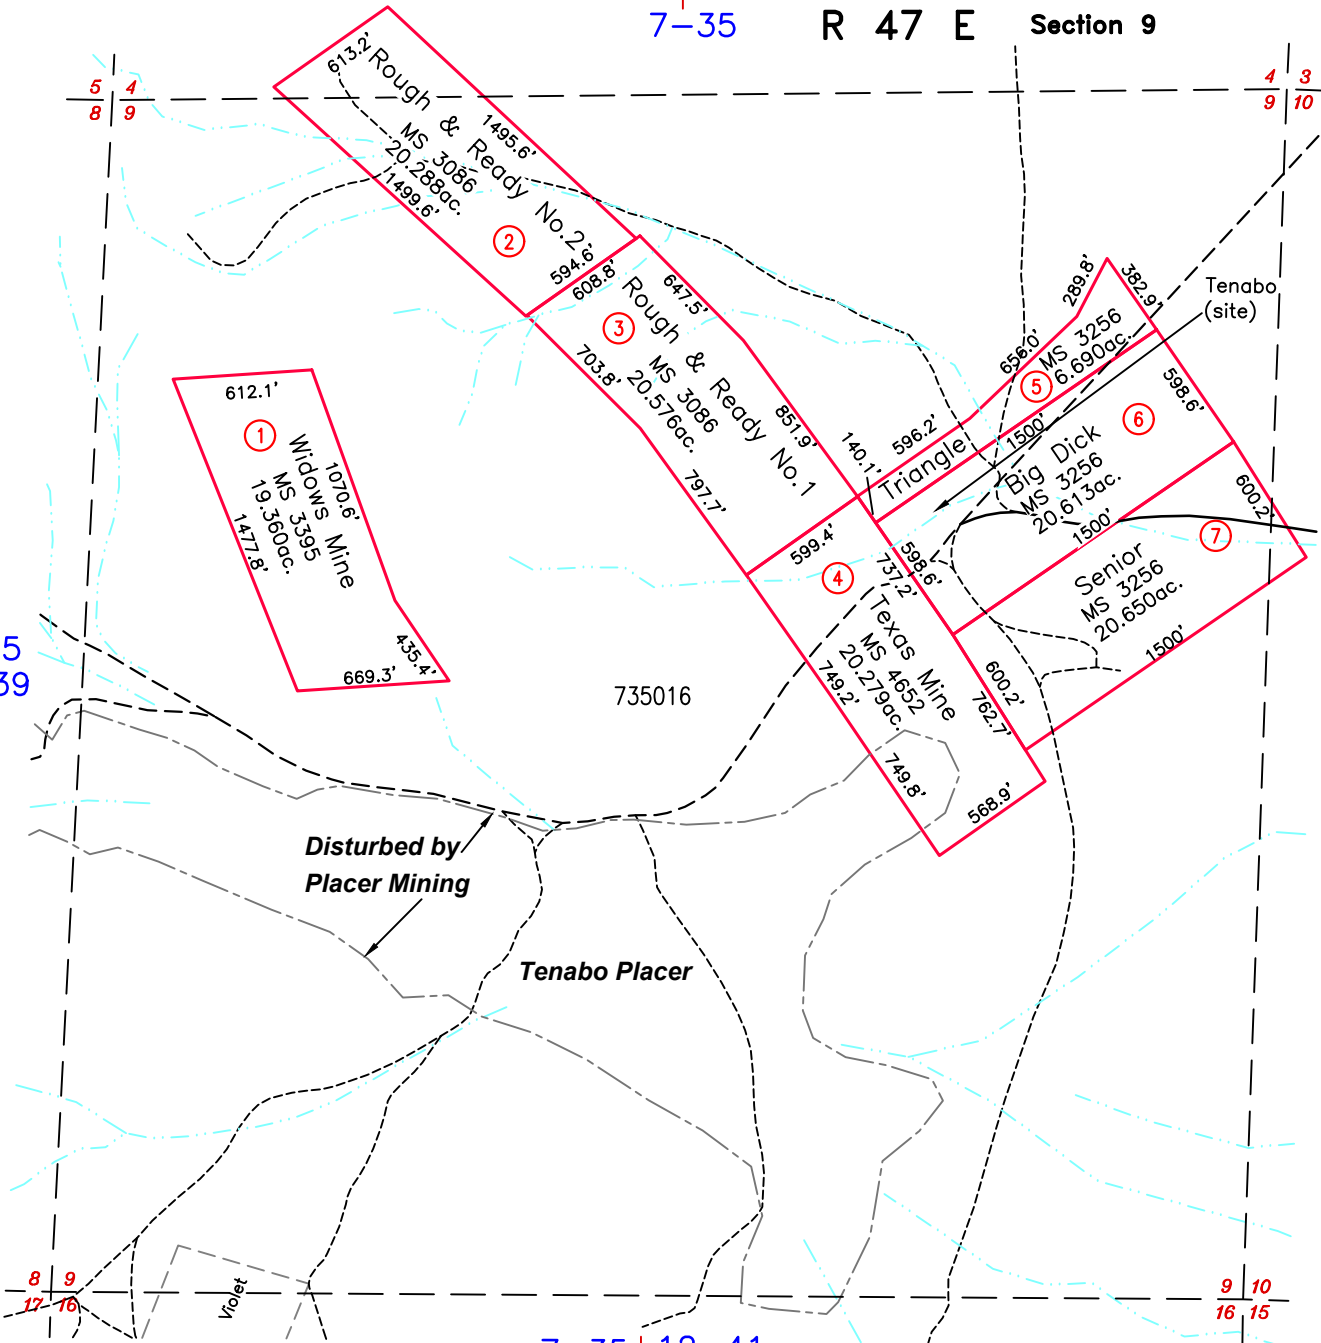 7-35
R 47 E Section 9
5 4
8 9
4 3
9 10
613.2'
Rough & Ready No.2
MS 3086
20.288ac.
1495.6'
1499.6'
2
594.6'
608.8'
3
Rough & Ready No.1
MS 3086
20.576ac.
647.5'
851.9'
703.8'
797.7'
612.1'
1
Widows Mine
MS 3395
19.360ac.
1070.6'
1477.8'
435.4'
669.3'
289.8'
382.9'
Tenabo
(site)
656.0'
MS 3256
6.690ac.
5
596.2'
Triangle
140.1'
1500'
598.6'
6
Big Dick
MS 3256
20.613ac.
1500'
600.2'
7
Senior
MS 3256
20.650ac.
1500'
599.4'
4
598.6'
737.2'
Texas Mine
MS 4652
20.279ac.
749.2'
600.2'
762.7'
749.8'
568.9'
5
39
735016
Disturbed by
Placer Mining
Tenabo Placer
Violet
8 9
17 16
9 10
16 15